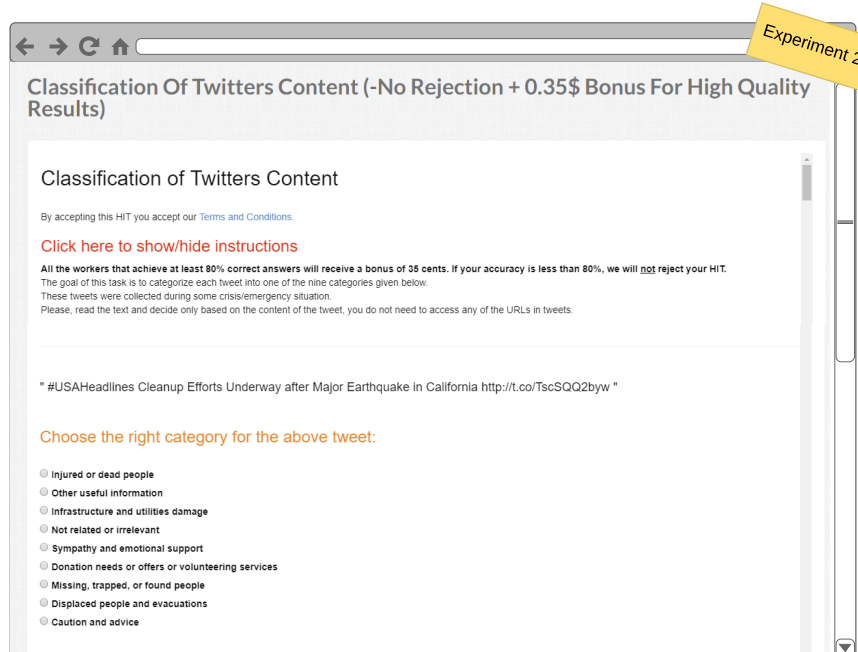 Experiment 2
Classification Of Twitters Content (-No Rejection + 0.35$ Bonus For High Quality
Results)
Classification of Twitters Content
By accepting this HIT you accept our Terms and Conditions.
Click here to show/hide instructions
All the workers that achieve at least 80% correct answers will receive a bonus of 35 cents. If your accuracy is less than 80%, we will not reject your HIT.
The goal of this task is to categorize each tweet into one of the nine categories given below.
These tweets were collected during some crisis/emergency situation.
Please, read the text and decide only based on the content of the tweet, you do not need to access any of the URLs in tweets.
" #USAHeadlines Cleanup Efforts Underway after Major Earthquake in California http://t.co/TscSQQ2byw "
Choose the right category for the above tweet:
Injured or dead people
Other useful information
Infrastructure and utilities damage
Not related or irrelevant
Sympathy and emotional support
Donation needs or offers or volunteering services
Missing, trapped, or found people
Displaced people and evacuations
Caution and advice